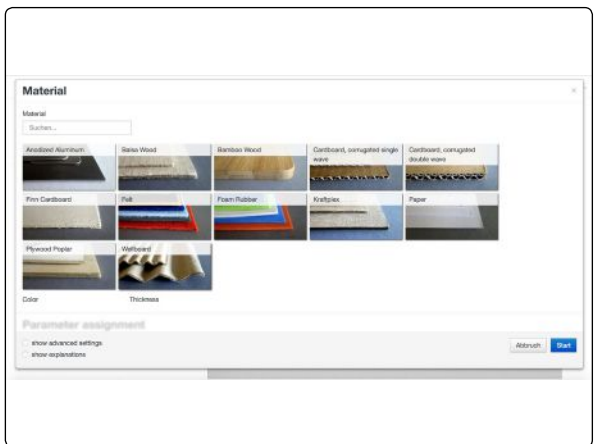 Material
×
Material
Suchen...
Anodized Aluminum
Balsa Wood
Bamboo Wood
Cardboard, corrugated single
wave
Cardboard, corrugated
double wave
Finn Cardboard
Felt
Foam Rubber
Kraftplex
Paper
Plywood Poplar
Wellboard
Color
Thickness
Parameter assignment
show advanced settings
show explanations
Abbruch
Start